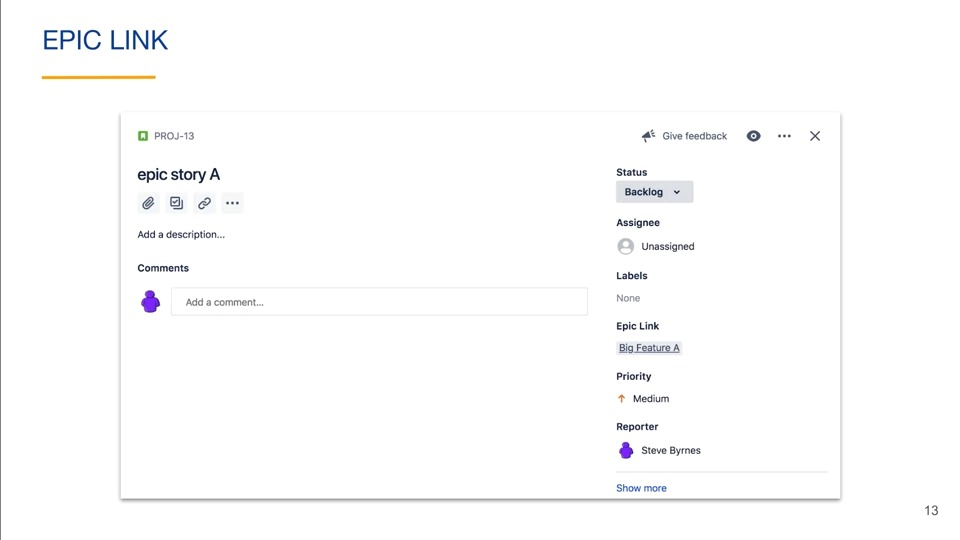 EPIC LINK
PROJ-13
Give feedback
epic story A
Add a description...
Comments
Add a comment...
Status
Backlog
Assignee
Unassigned
Labels
None
Epic Link
Big Feature A
Priority
Medium
Reporter
Steve Byrnes
Show more
13